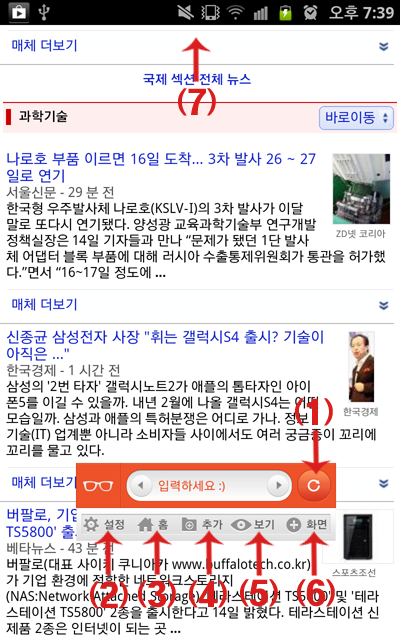 오후 7:39
매체 더보기
국제 섹션 전체 뉴스
(7)
과학기술
바로이동
나로호 부품 이르면 16일 도착... 3차 발사 26 ~ 27
일로 연기
서울신문 - 29 분 전
한국형 우주발사체 나로호(KSLV-I)의 3차 발사가 이달
말로 또다시 연기됐다. 양성광 교육과학기술부 연구개발
정책실장은 14일 기자들과 만나 “문제가 됐던 1단 발사
체 어댑터 블록 부품에 대해 러시아 수출통제위원회가 통관을 허가했
다.”면서 “16~17일 정도에 ...
ZD넷 코리아
매체 더보기
신종균 삼성전자 사장 "휘는 갤럭시S4 출시? 기술이
아직은 ..."
한국경제 - 1 시간 전
삼성의 '2번 타자' 갤럭시노트2가 애플의 톱타자인 아이
폰5를 이길 수 있을까. 내년 2월에 나올 갤럭시S4는 어떤
모습일까. 삼성과 애플의 특허분쟁은 어디로 가나. 정보
기술(IT) 업계뿐 아니라 소비자들 사이에서도 여러 궁금증이 꼬리에
꼬리를 물고 있다.
한국경제
(1)
매체 더보기
입력하세요 :)
설정 홈 추가 보기 화면
버팔로, 기업
TS5800' 출
베타뉴스 - 43 분 전
버팔로(대표 사이키 쿠니아카 www.buffalotech.co.kr)
가 기업 환경에 적합한 네트워크스토리지
(NAS:Network Attached Storage) '테라스테이션 TS5800' 및 '테라
스테이션 TS5800' 2종을 출시한다고 14일 밝혔다. 테라스테이션 신
제품 2종은 인터넷이 되는 곳 ...
스포츠조선
(2) (3) (4) (5) (6)